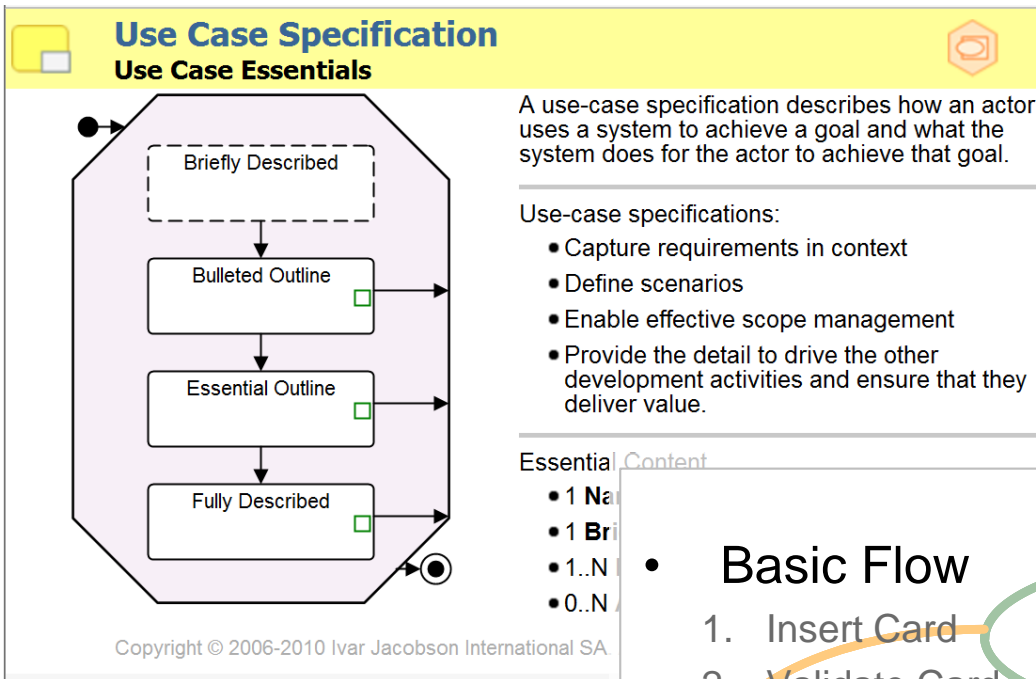 Use Case Specification
Use Case Essentials
A use-case specification describes how an actor
uses a system to achieve a goal and what the
system does for the actor to achieve that goal.
Briefly Described
Bulleted Outline
Essential Outline
Fully Described
Use-case specifications:
• Capture requirements in context
• Define scenarios
• Enable effective scope management
• Provide the detail to drive the other
development activities and ensure that they
deliver value.
Essential Content
• 1
• 1
• 1..N
• 0..N
Copyright © 2006-2010 Ivar Jacobson International SA.
• Basic Flow
1. Insert Card
2. Validate Card